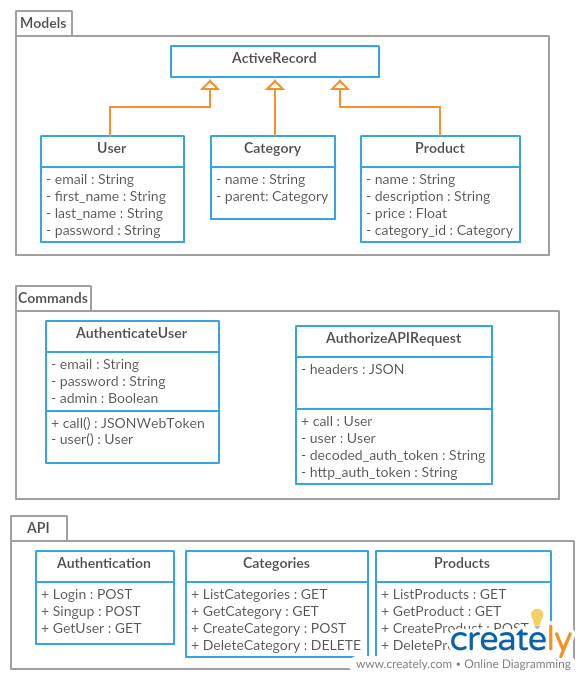 Models
ActiveRecord
User
- email : String
- first_name : String
- last_name : String
- password : String
Category
- name : String
- parent: Category
Product
- name : String
- description : String
- price : Float
- category_id : Category
Commands
AuthenticateUser
- email : String
- password : String
- admin : Boolean
+ call() : JSONWebToken
- user() : User
AuthorizeAPIRequest
- headers : JSON
+ call : User
- user : User
- decoded_auth_token : String
- http_auth_token : String
API
Authentication
+ Login : POST
+ Singup : POST
+ GetUser : GET
Categories
+ ListCategories : GET
+ GetCategory : GET
+ CreateCategory : POST
+ DeleteCategory : DELETE
Products
+ ListProducts : GET
+ GetProduct : GET
+ CreateProduct : POST
+
creately
www.creately.com • Online Diagramming